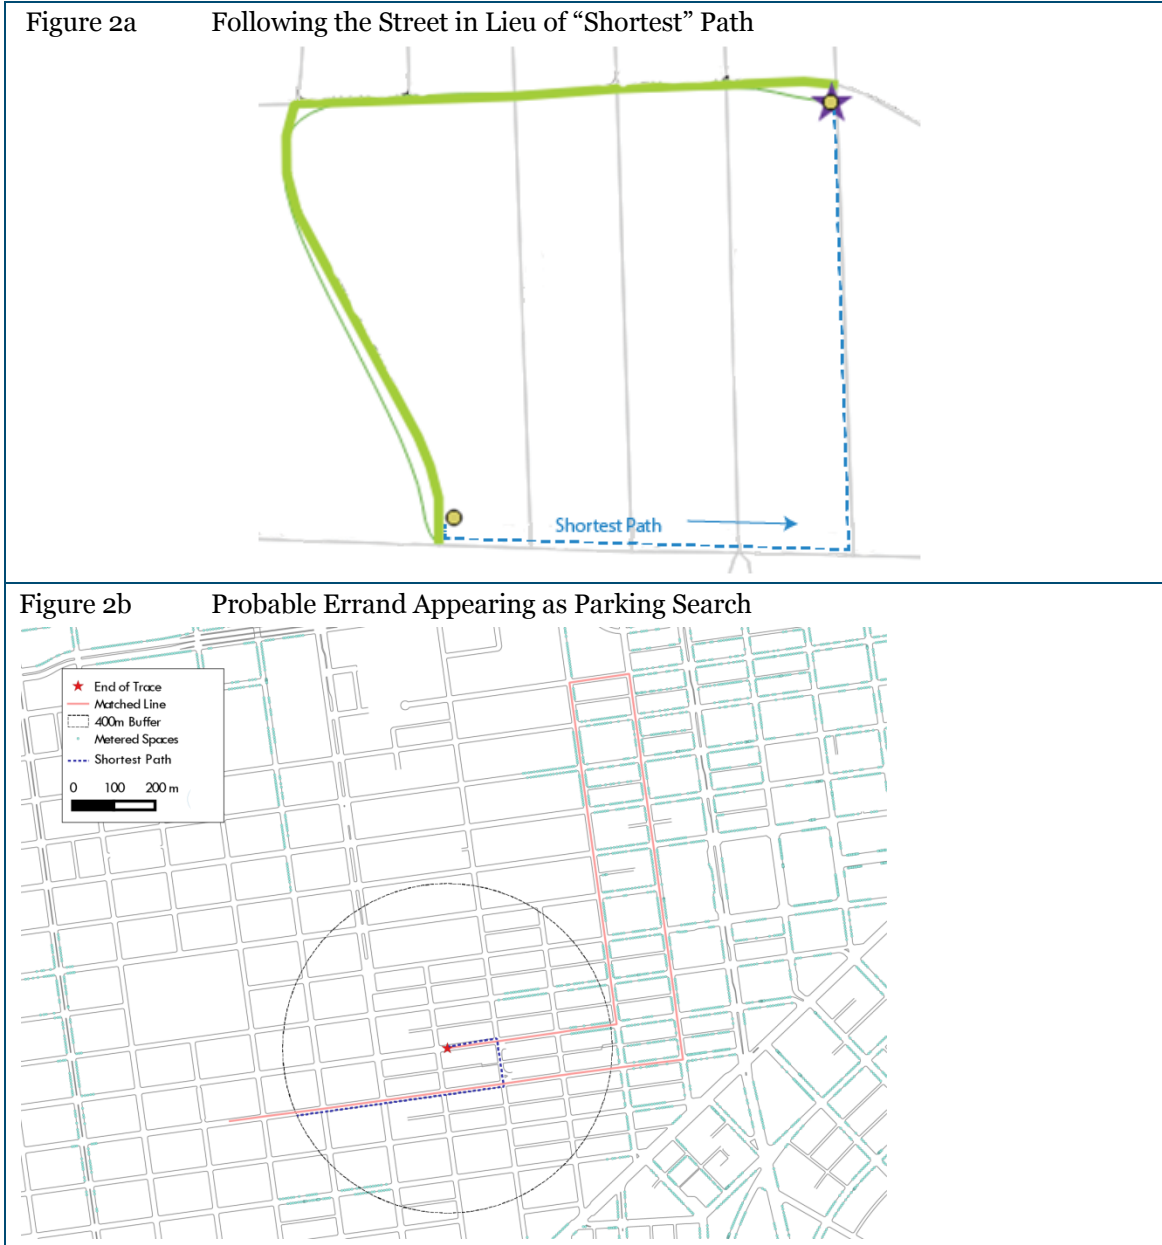 Figure 2a Following the Street in Lieu of “Shortest” Path
Shortest Path
Figure 2b Probable Errand Appearing as Parking Search
End of Trace
Matched Line
400m Buffer
Metered Spaces
Shortest Path
0 100 200 m